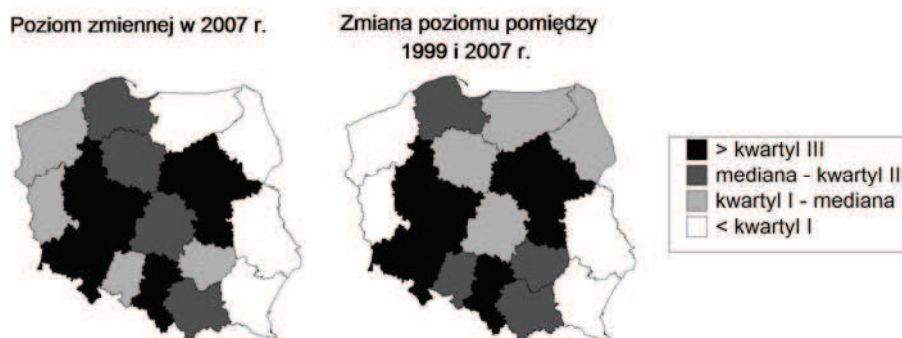 Poziom zmiennej w 2007 r.
Zmiana poziomu pomiędzy
1999 i 2007 r.
> kwartyl III
mediana - kwartyl II
kwartyl I - mediana
< kwartyl I